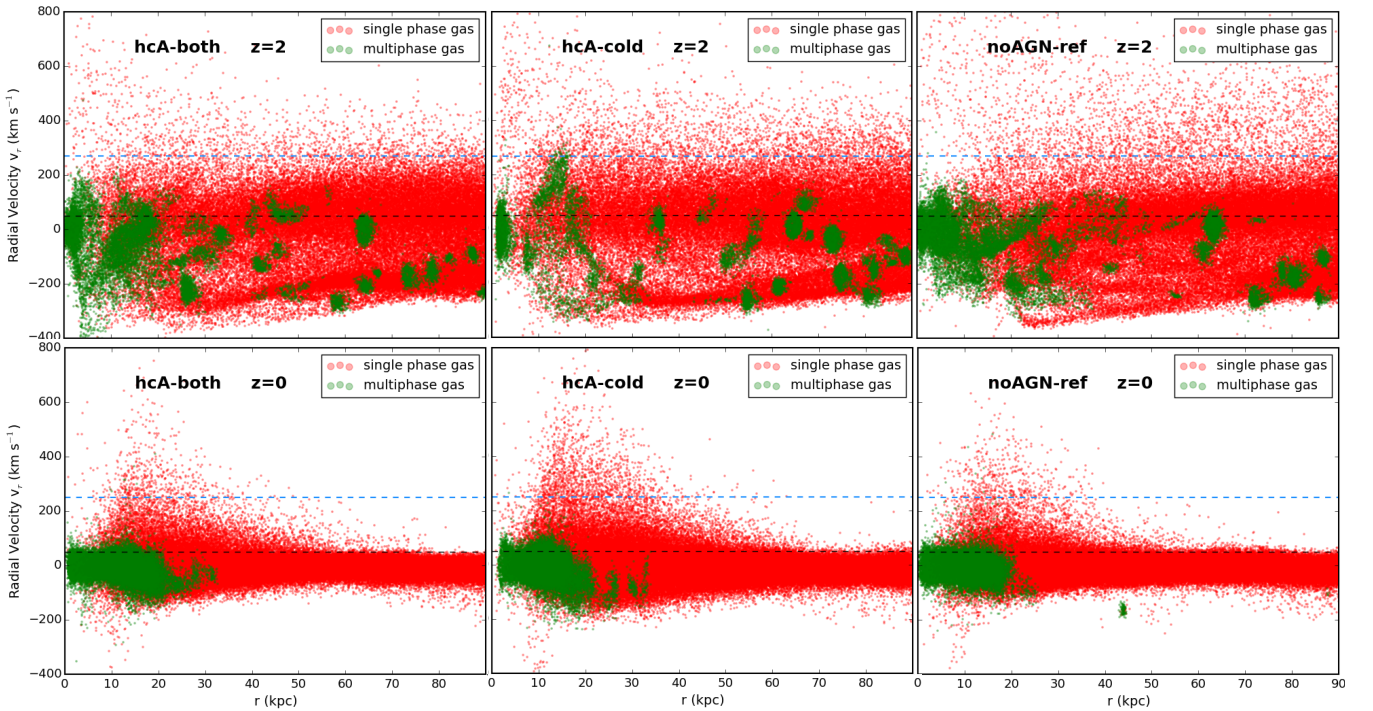 hcA-both z=2
single phase gas
multiphase gas
hcA-cold z=2
single phase gas
multiphase gas
noAGN-ref z=2
single phase gas
multiphase gas
800
600
400
200
0
−200
−400
Radial Velocity vᵣ (km s⁻¹)
hcA-both z=0
single phase gas
multiphase gas
hcA-cold z=0
single phase gas
multiphase gas
noAGN-ref z=0
single phase gas
multiphase gas
800
600
400
200
0
−200
−400
Radial Velocity vᵣ (km s⁻¹)
0 10 20 30 40 50 60 70 80
0 10 20 30 40 50 60 70 80
0 10 20 30 40 50 60 70 80 90
r (kpc)
r (kpc)
r (kpc)